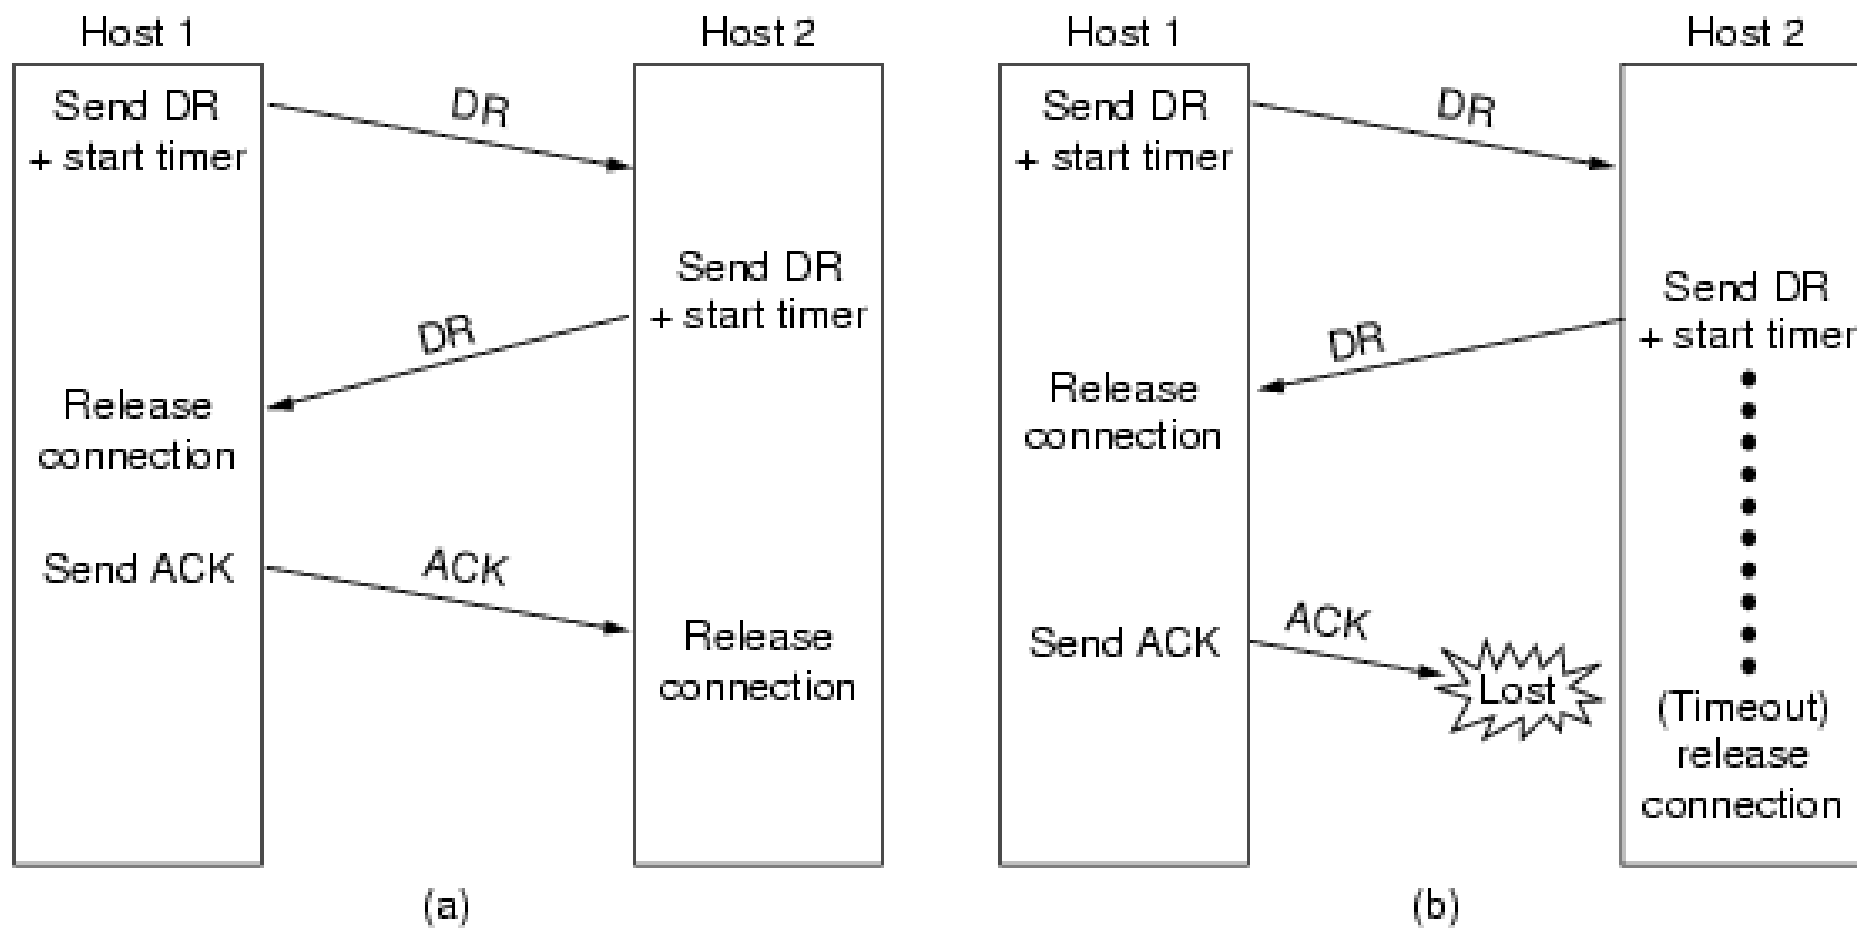 Host 1
Host 2
Send DR
+ start timer
DR
Send DR
+ start timer
DR
Release
connection
Send ACK
ACK
Release
connection
(a)
Host 1
Host 2
Send DR
+ start timer
DR
Send DR
+ start timer
DR
Release
connection
Send ACK
ACK
Lost
(Timeout)
release
connection
(b)